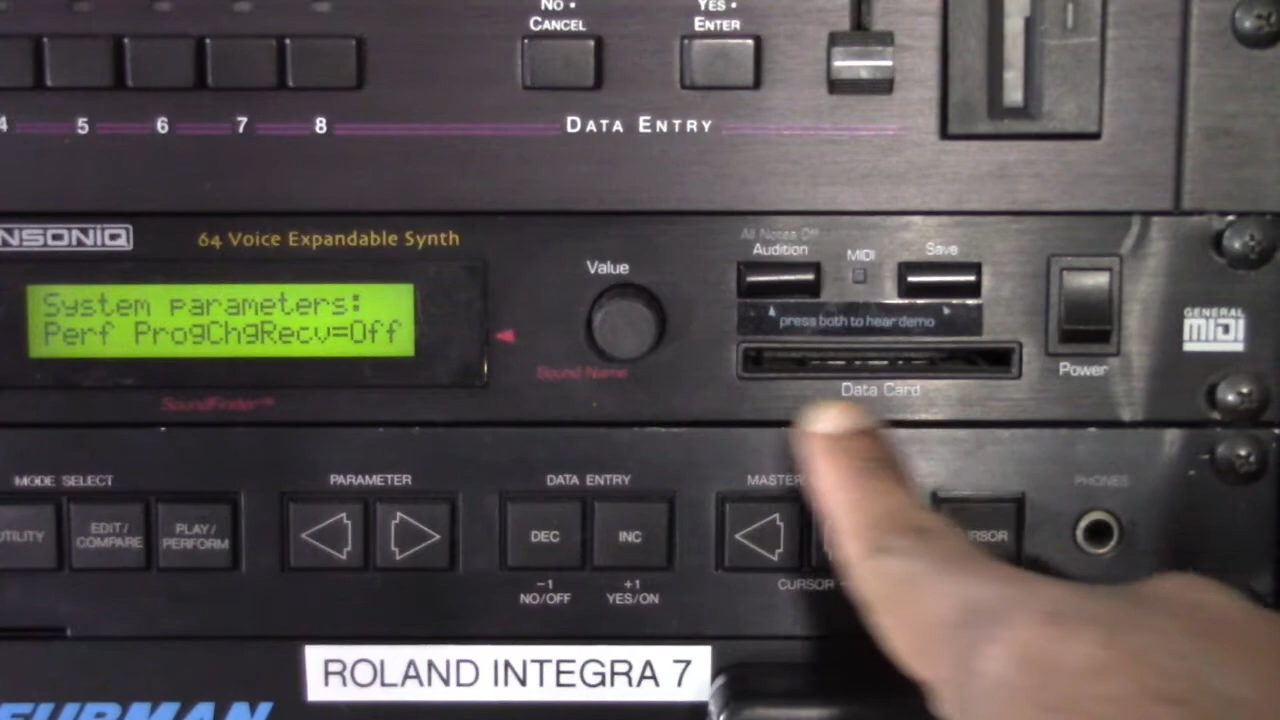 NO •
CANCEL
YES •
ENTER
4 5 6 7 8
DATA ENTRY
NSONIQ
64 Voice Expandable Synth
System parameters:
Perf ProgChgRecv=Off
SoundFinder™
Value
Sound Name
All Notes Off
Audition
MIDI
Save
press both to hear demo
Data Card
Power
GENERAL
MIDI
MODE SELECT
UTILITY
EDIT/
COMPARE
PLAY/
PERFORM
PARAMETER
DATA ENTRY
DEC
INC
−1
NO/OFF
+1
YES/ON
MASTER
CURSOR
RSOR
PHONES
ROLAND INTEGRA 7
FURMAN